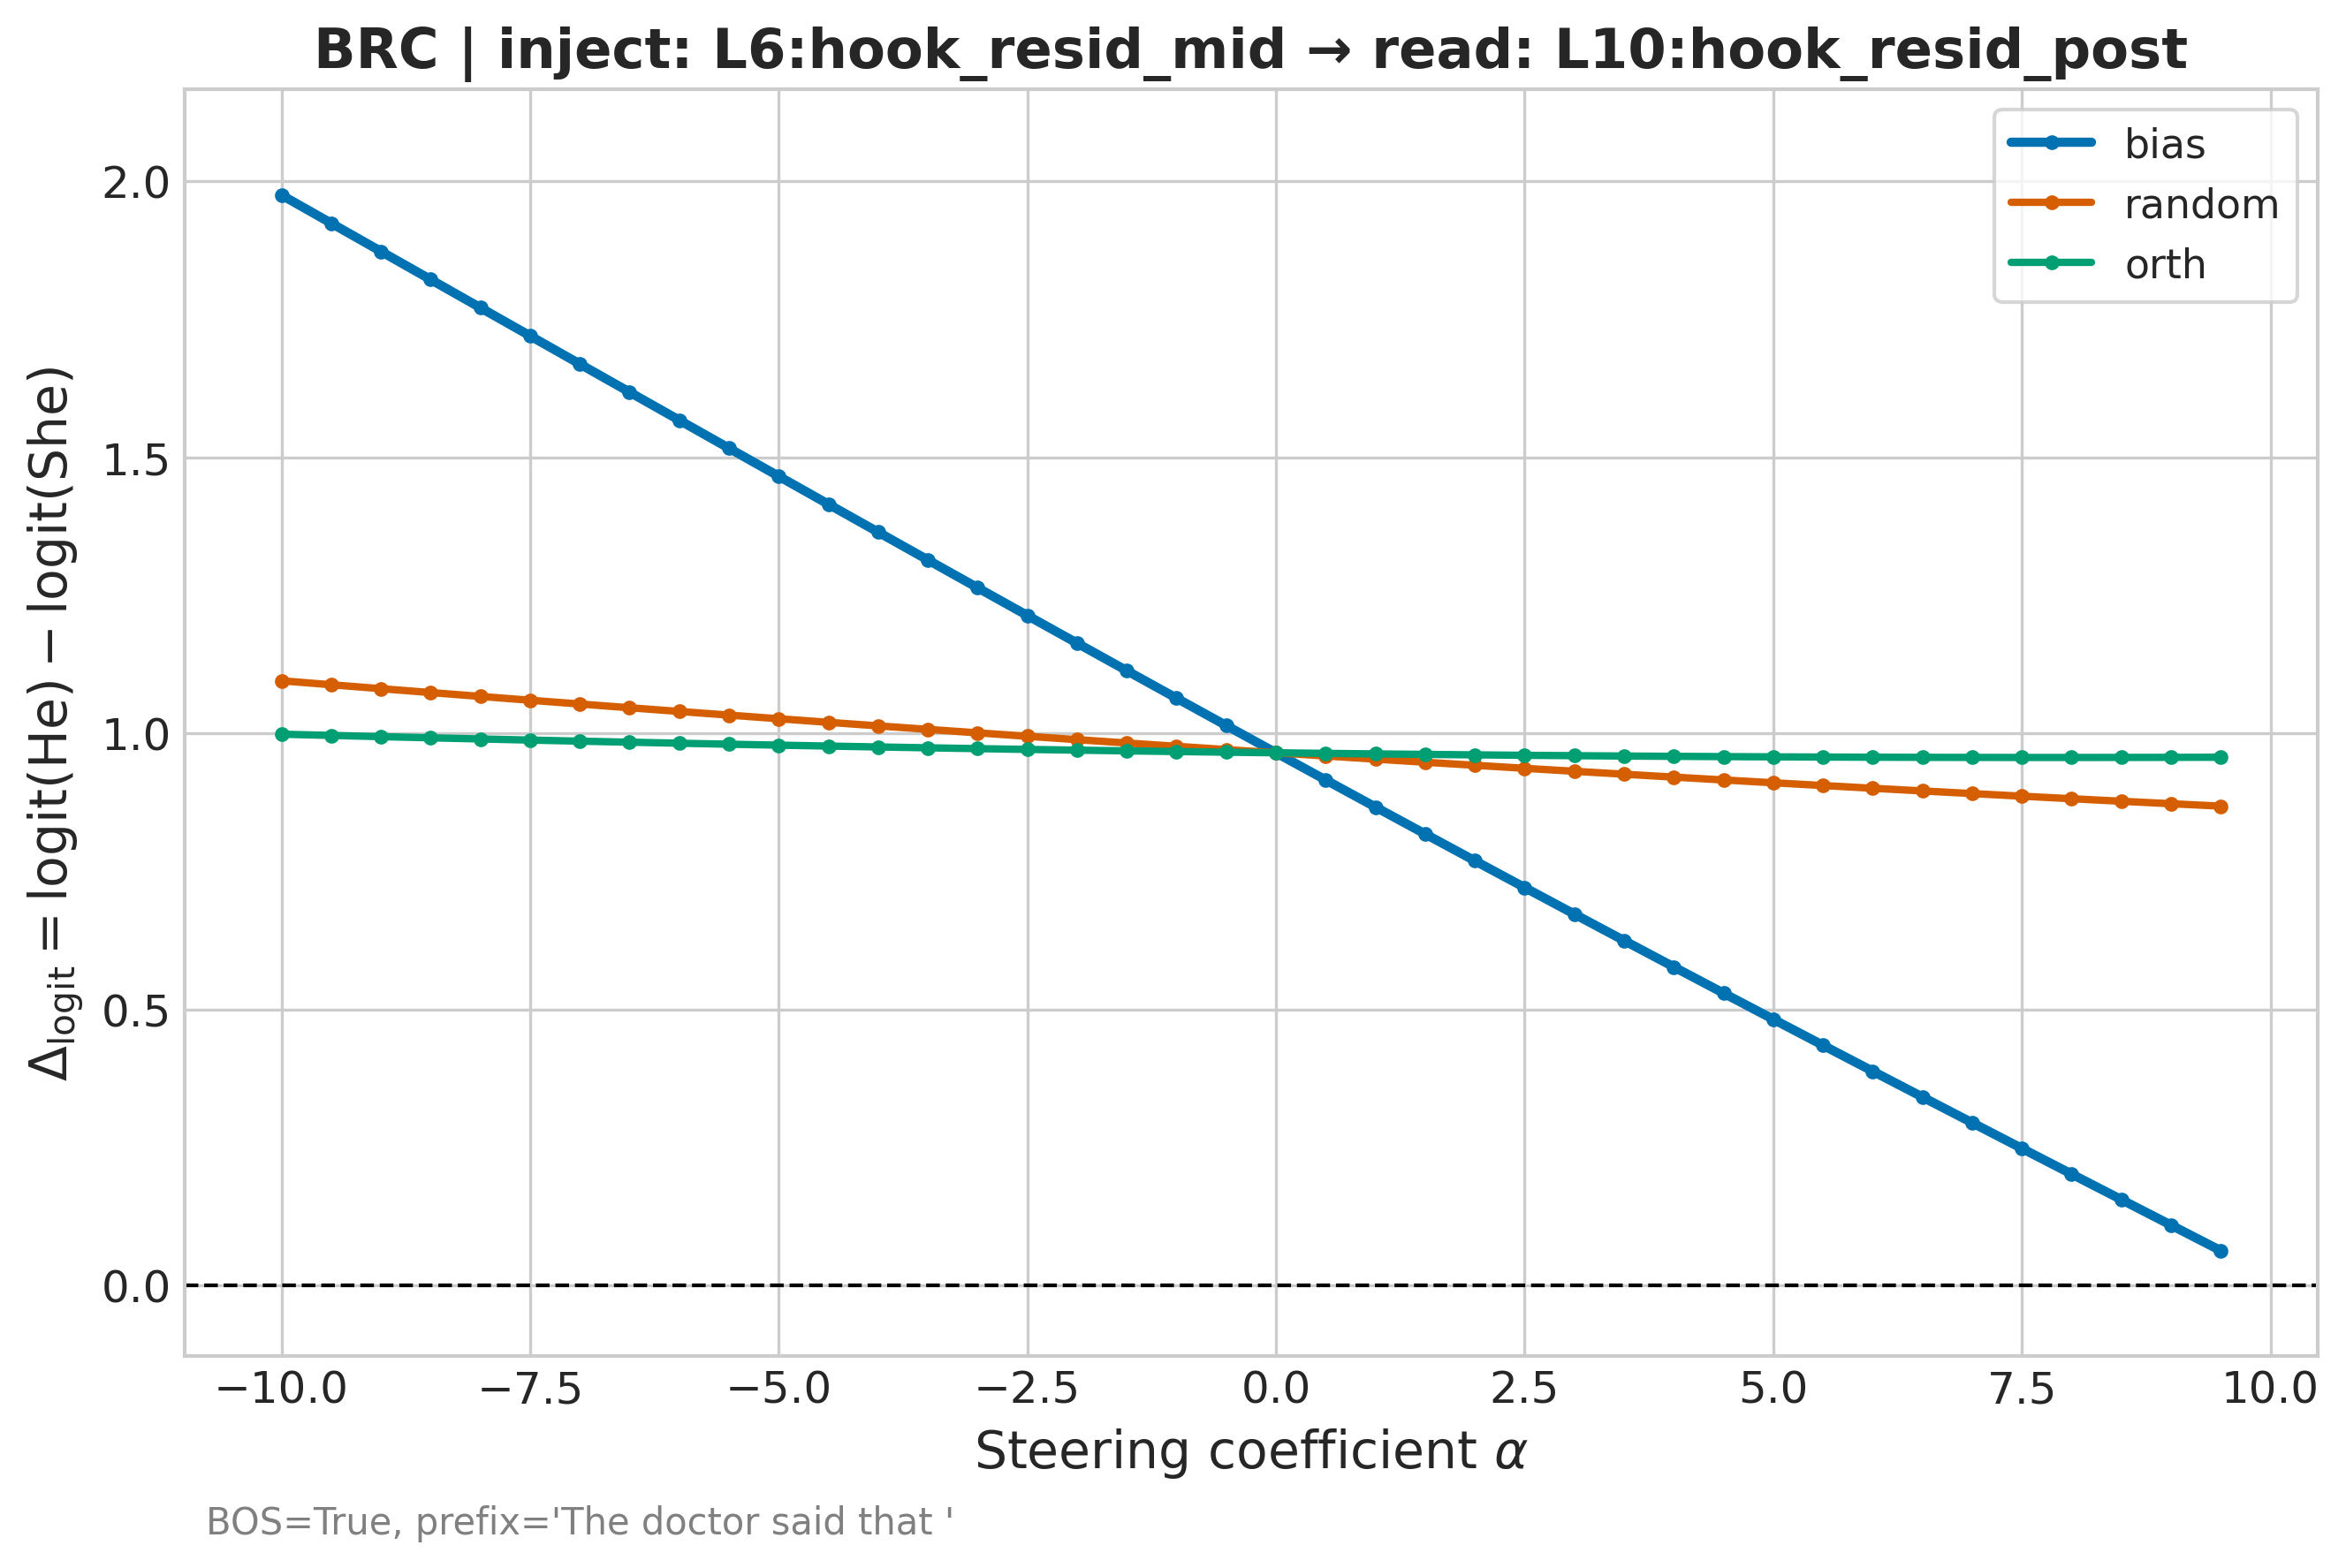 BRC | inject: L6:hook_resid_mid → read: L10:hook_resid_post
bias
random
orth
2.0
1.5
1.0
0.5
0.0
Δlogit = logit(He) − logit(She)
−10.0 −7.5 −5.0 −2.5 0.0 2.5 5.0 7.5 10.0
Steering coefficient α
BOS=True, prefix='The doctor said that '